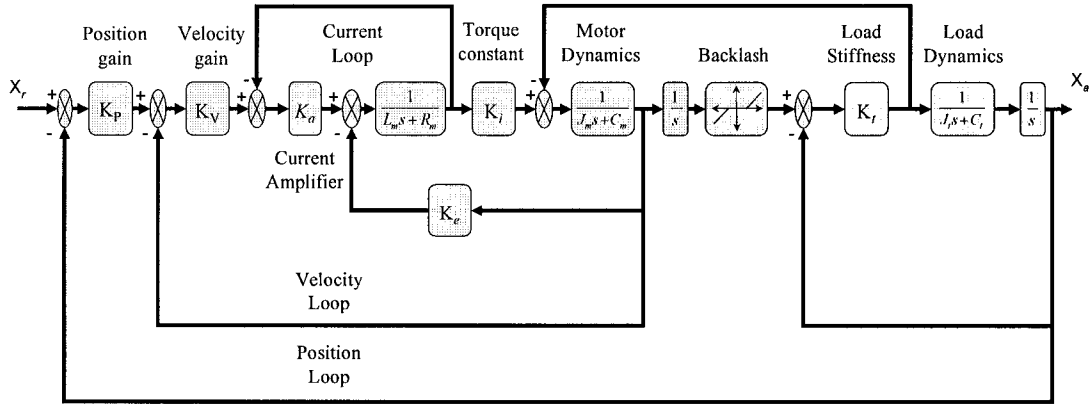 Position
gain
Velocity
gain
Current
Loop
Torque
constant
Motor
Dynamics
Backlash
Load
Stiffness
Load
Dynamics
X_r
+
-
K_P
+
-
K_V
+
-
K_a
+
-
1
L_m s + R_m
K_i
+
-
1
J_m s + C_m
1
s
+
-
K_t
1
J_t s + C_t
1
s
X_a
Current
Amplifier
K_e
Velocity
Loop
Position
Loop